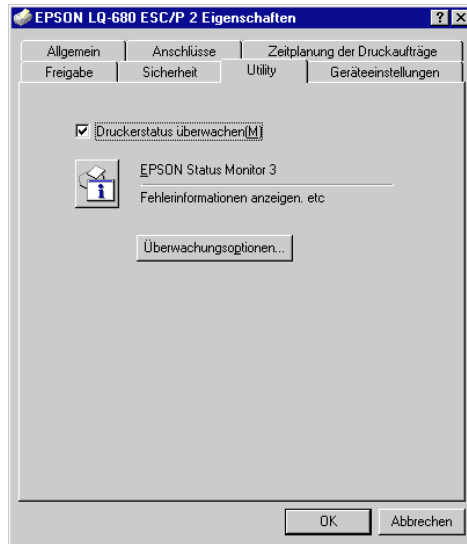 EPSON LQ-680 ESC/P 2 Eigenschaften
Allgemein Anschlüsse Zeitplanung der Druckaufträge
Freigabe Sicherheit Utility Geräteeinstellungen
Druckerstatus überwachen(M)
EPSON Status Monitor 3
Fehlerinformationen anzeigen. etc
Überwachungsoptionen...
OK Abbrechen